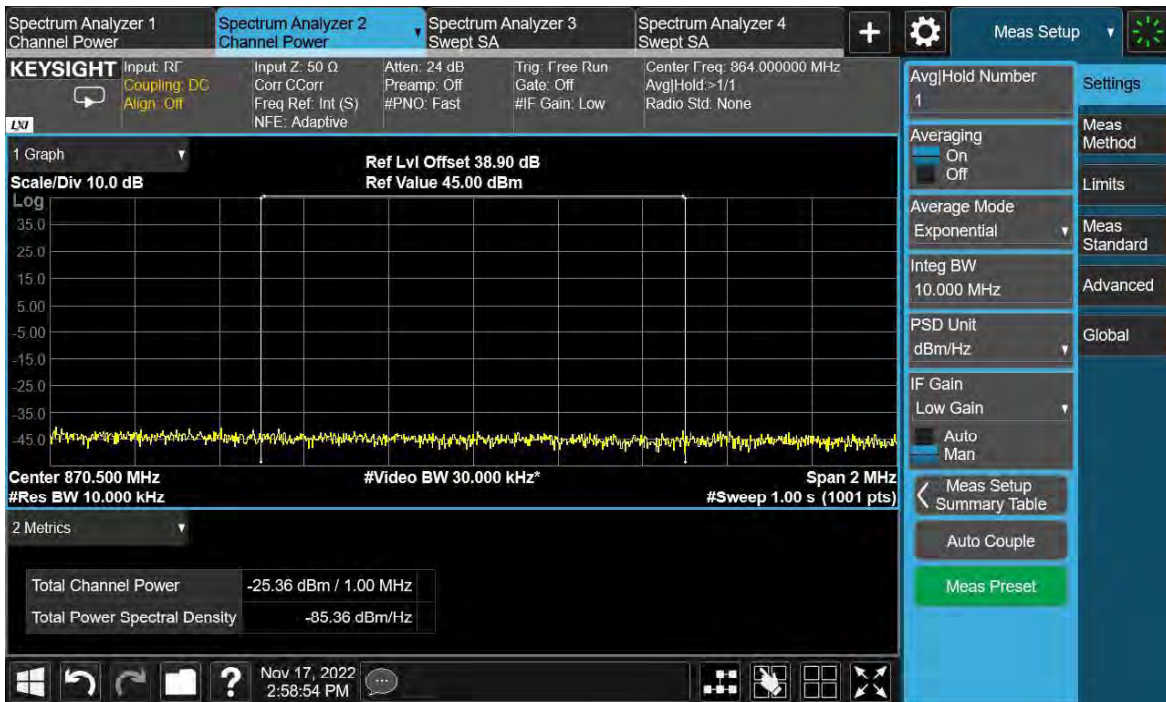 Spectrum Analyzer 1
Channel Power
Spectrum Analyzer 2
Channel Power
Spectrum Analyzer 3
Swept SA
Spectrum Analyzer 4
Swept SA
+
Meas Setup
KEYSIGHT
LXI
Input: RF
Coupling: DC
Align: Off
Input Z: 50 Ω
Corr CCorr
Freq Ref: Int (S)
NFE: Adaptive
Atten: 24 dB
Preamp: Off
#PNO: Fast
Trig: Free Run
Gate: Off
#IF Gain: Low
Center Freq: 864.000000 MHz
Avg|Hold:>1/1
Radio Std: None
1 Graph
Scale/Div 10.0 dB
Ref Lvl Offset 38.90 dB
Ref Value 45.00 dBm
Log
35.0
25.0
15.0
5.00
-5.00
-15.0
-25.0
-35.0
-45.0
Center 870.500 MHz
#Res BW 10.000 kHz
#Video BW 30.000 kHz*
Span 2 MHz
#Sweep 1.00 s (1001 pts)
2 Metrics
Total Channel Power -25.36 dBm / 1.00 MHz
Total Power Spectral Density -85.36 dBm/Hz
?
Nov 17, 2022
2:58:54 PM
Avg|Hold Number
1
Averaging
On
Off
Average Mode
Exponential
Integ BW
10.000 MHz
PSD Unit
dBm/Hz
IF Gain
Low Gain
Auto
Man
Meas Setup
Summary Table
Auto Couple
Meas Preset
Settings
Meas
Method
Limits
Meas
Standard
Advanced
Global